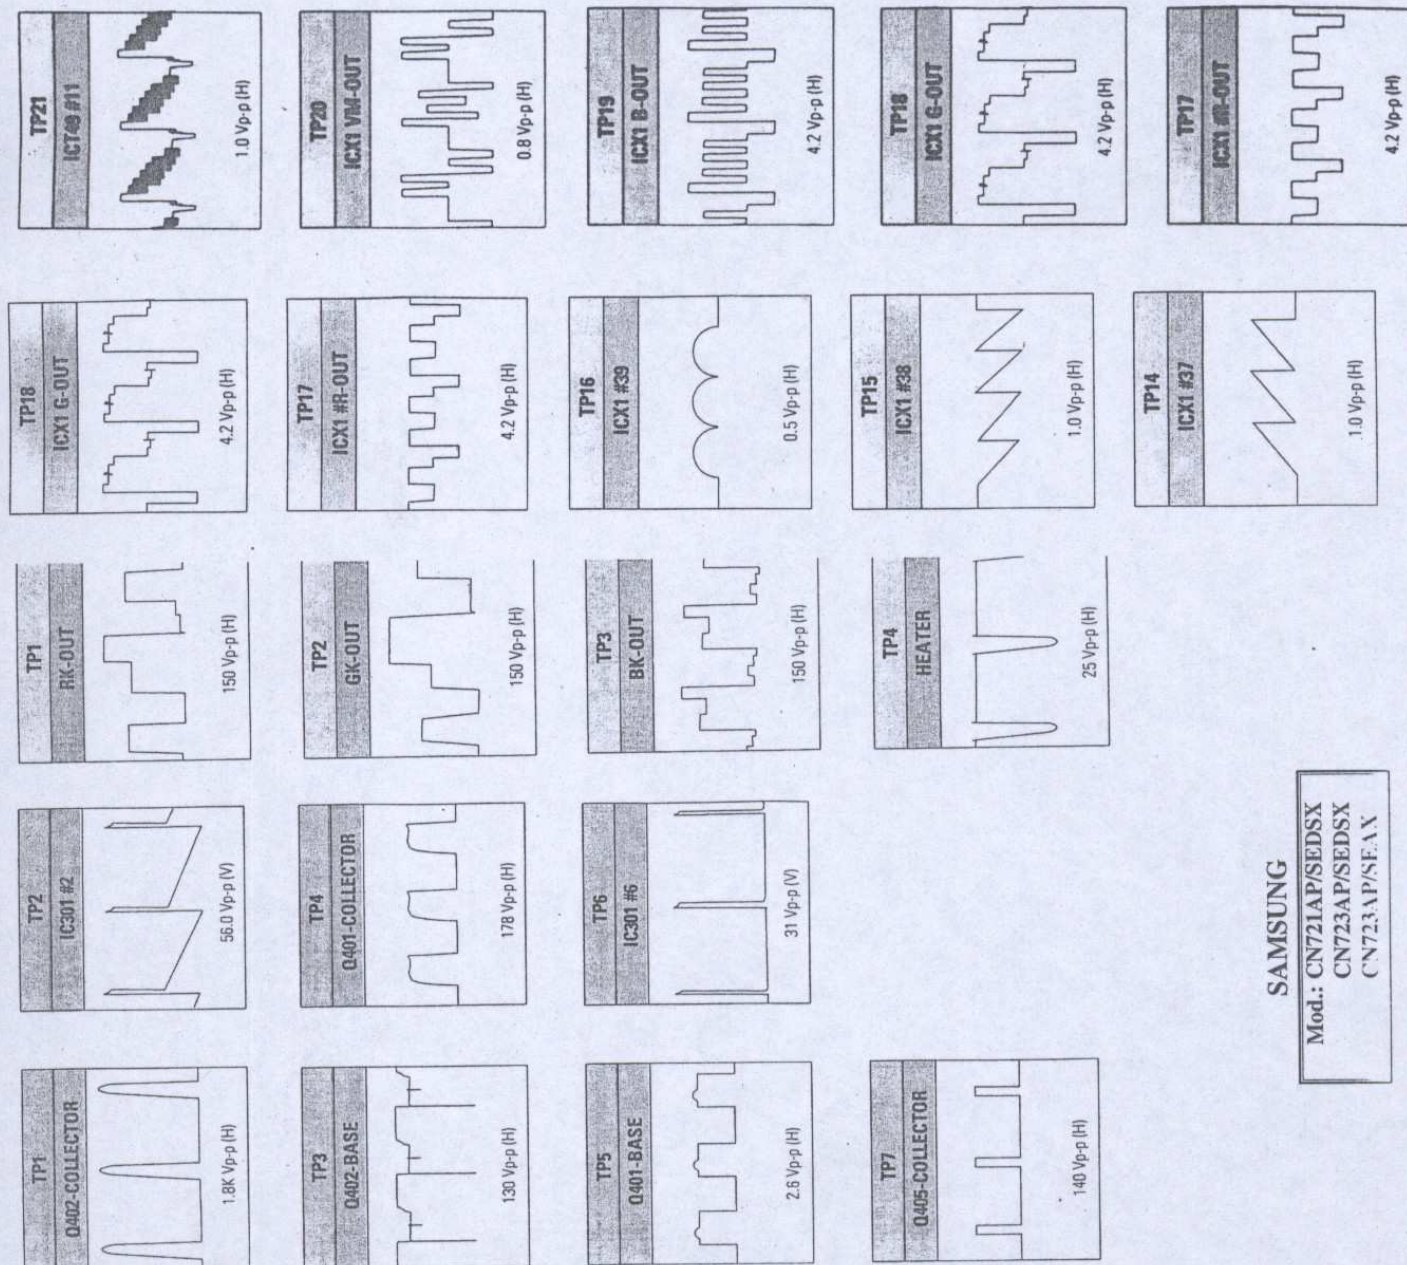 TP21
IC749 #11
1.0 Vp-p (H)
TP20
ICX1 VM-OUT
0.8 Vp-p (H)
TP19
ICX1 B-OUT
4.2 Vp-p (H)
TP18
ICX1 G-OUT
4.2 Vp-p (H)
TP17
ICX1 #R-OUT
4.2 Vp-p (H)
TP18
ICX1 G-OUT
4.2 Vp-p (H)
TP17
ICX1 #R-OUT
4.2 Vp-p (H)
TP16
ICX1 #39
0.5 Vp-p (H)
TP15
ICX1 #38
1.0 Vp-p (H)
TP14
ICX1 #37
1.0 Vp-p (H)
TP1
RK-OUT
150 Vp-p (H)
TP2
GK-OUT
150 Vp-p (H)
TP3
BK-OUT
150 Vp-p (H)
TP4
HEATER
25 Vp-p (H)
TP2
IC301 #2
56.0 Vp-p (V)
TP4
Q401-COLLECTOR
178 Vp-p (H)
TP6
IC301 #6
31 Vp-p (V)
TP1
Q402-COLLECTOR
1.8K Vp-p (H)
TP3
Q402-BASE
130 Vp-p (H)
TP5
Q401-BASE
2.6 Vp-p (H)
TP7
Q405-COLLECTOR
140 Vp-p (H)
SAMSUNG
Mod.: CN721AP/SEDSX
CN723AP/SEDSX
CN723AP/SEAX